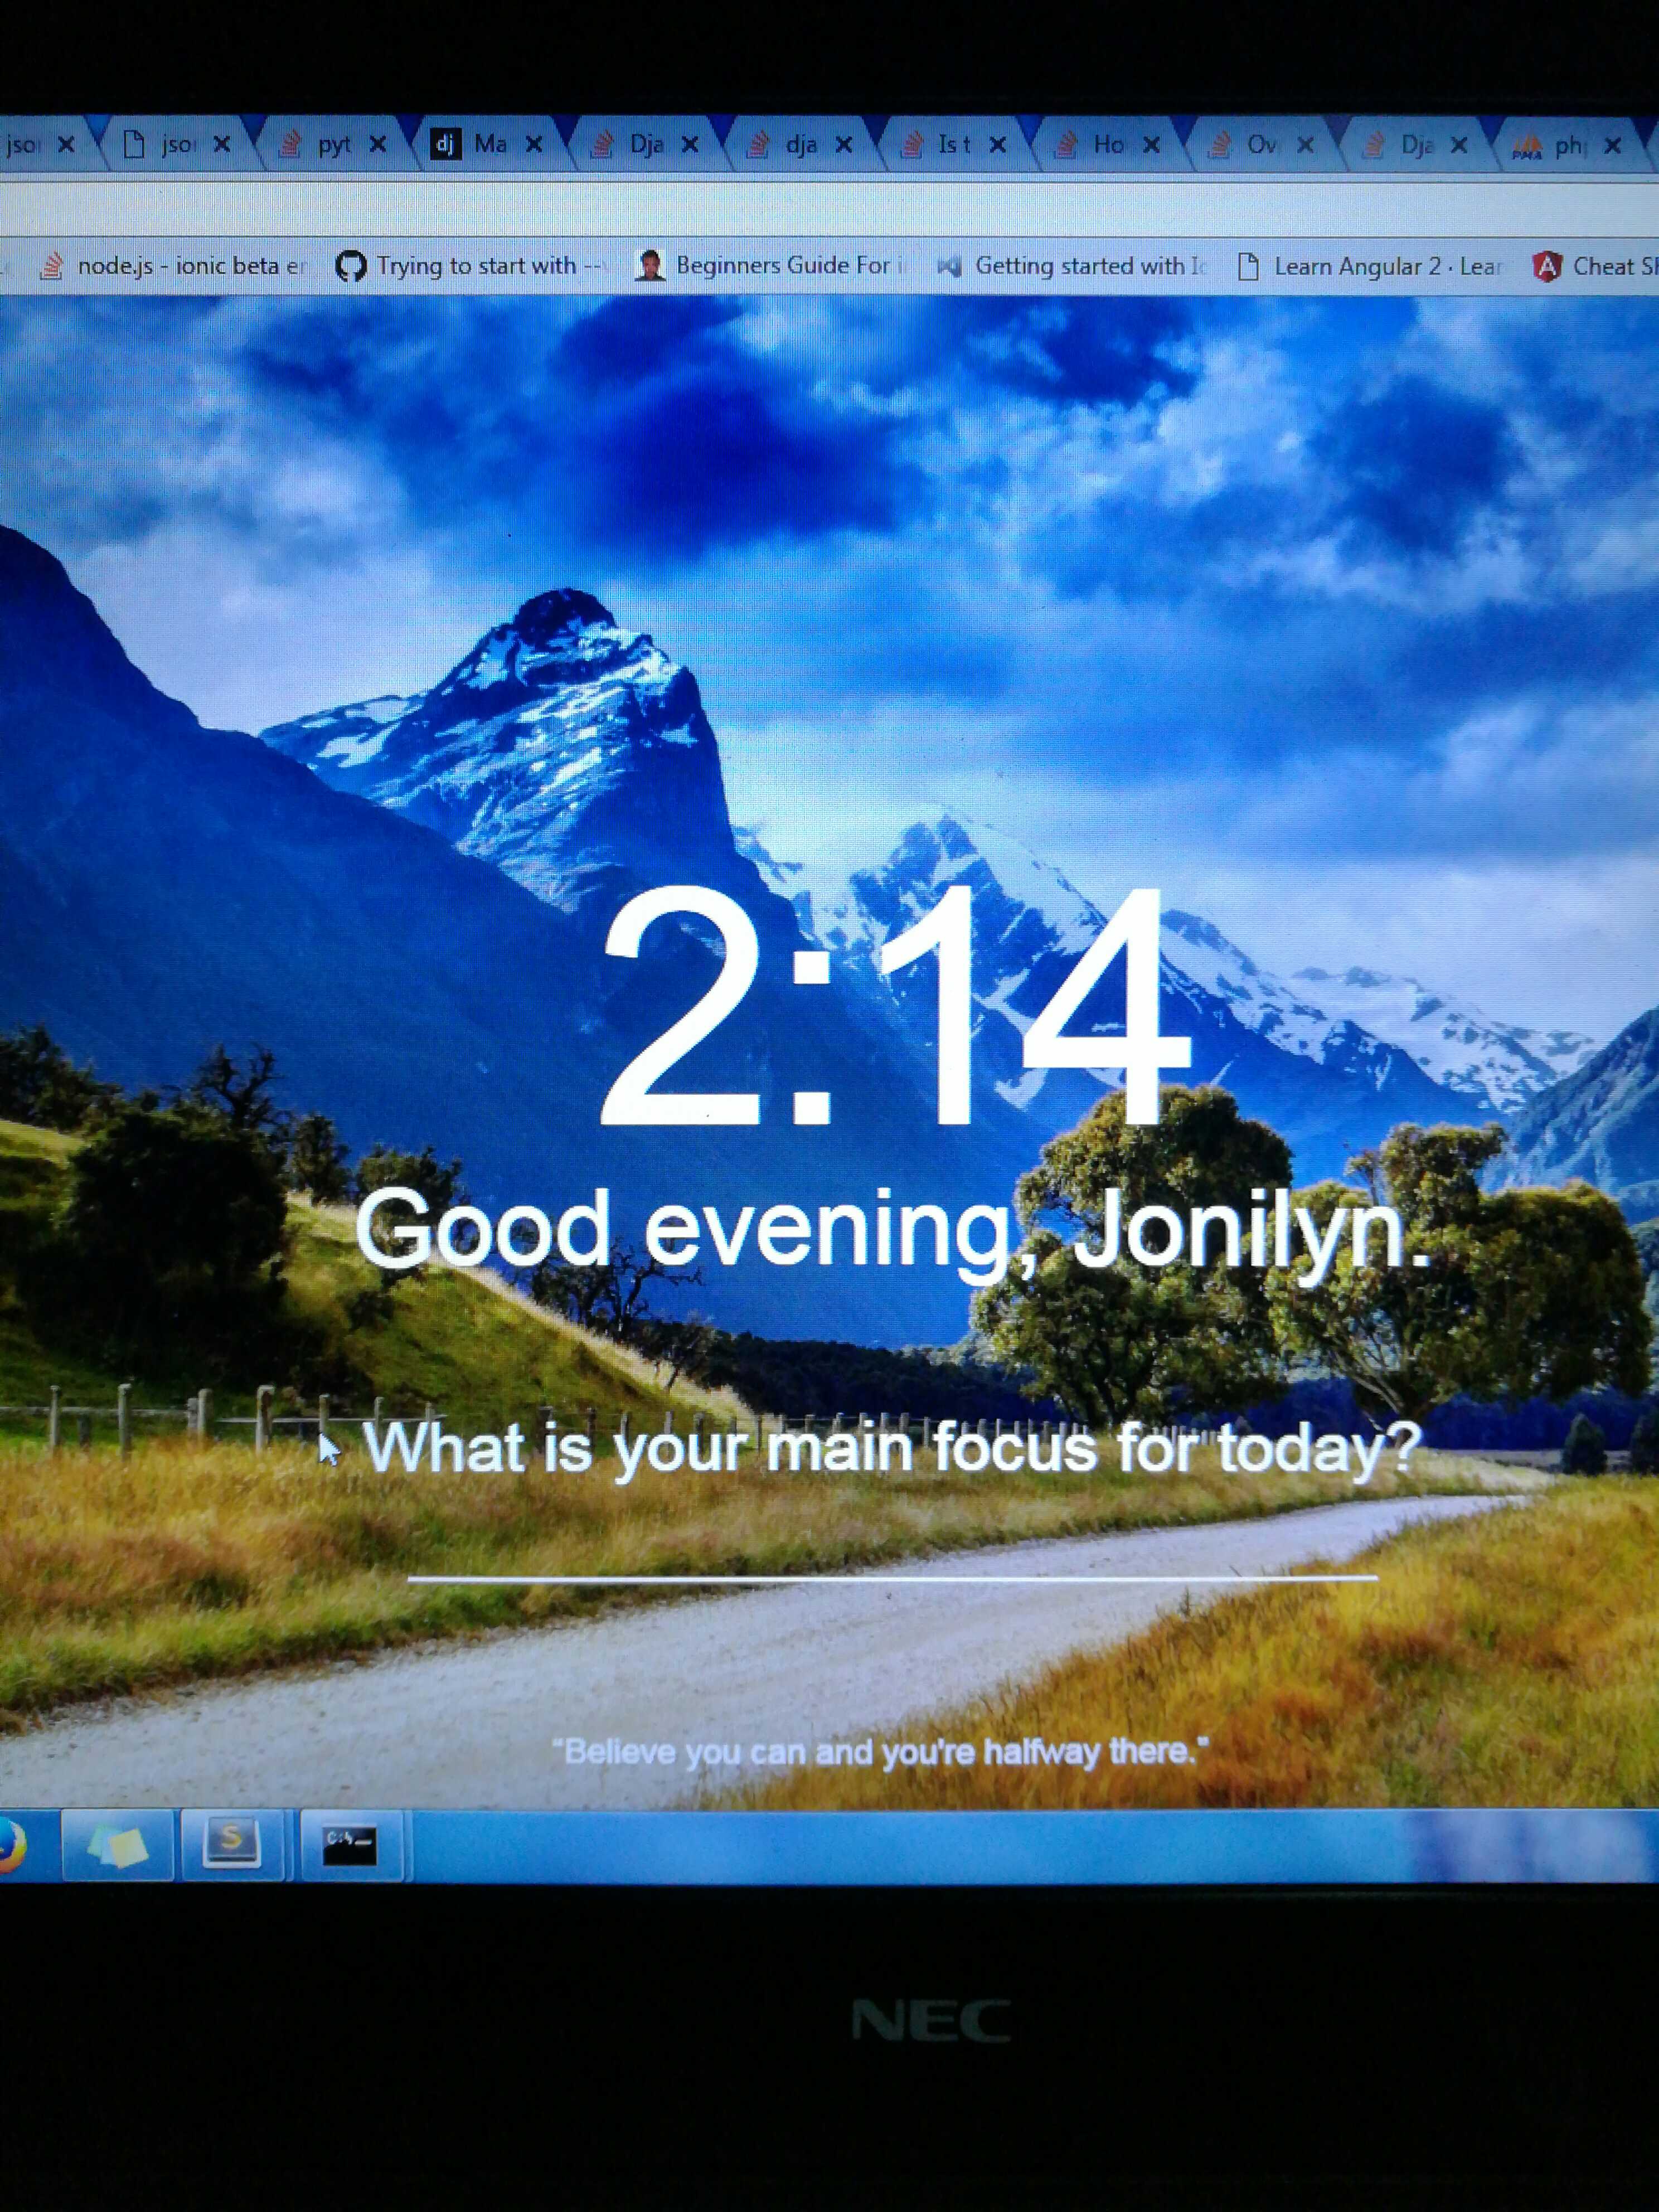 jso
jso
pyt
dj
Ma
Dja
dja
Is t
Ho
Ov
Dja
PMA
ph
node.js - ionic beta er
Trying to start with --
Beginners Guide For i
Getting started with Io
Learn Angular 2 · Lear
Cheat Sh
2:14
Good evening, Jonilyn.
What is your main focus for today?
"Believe you can and you're halfway there."
S
C:\_
NEC